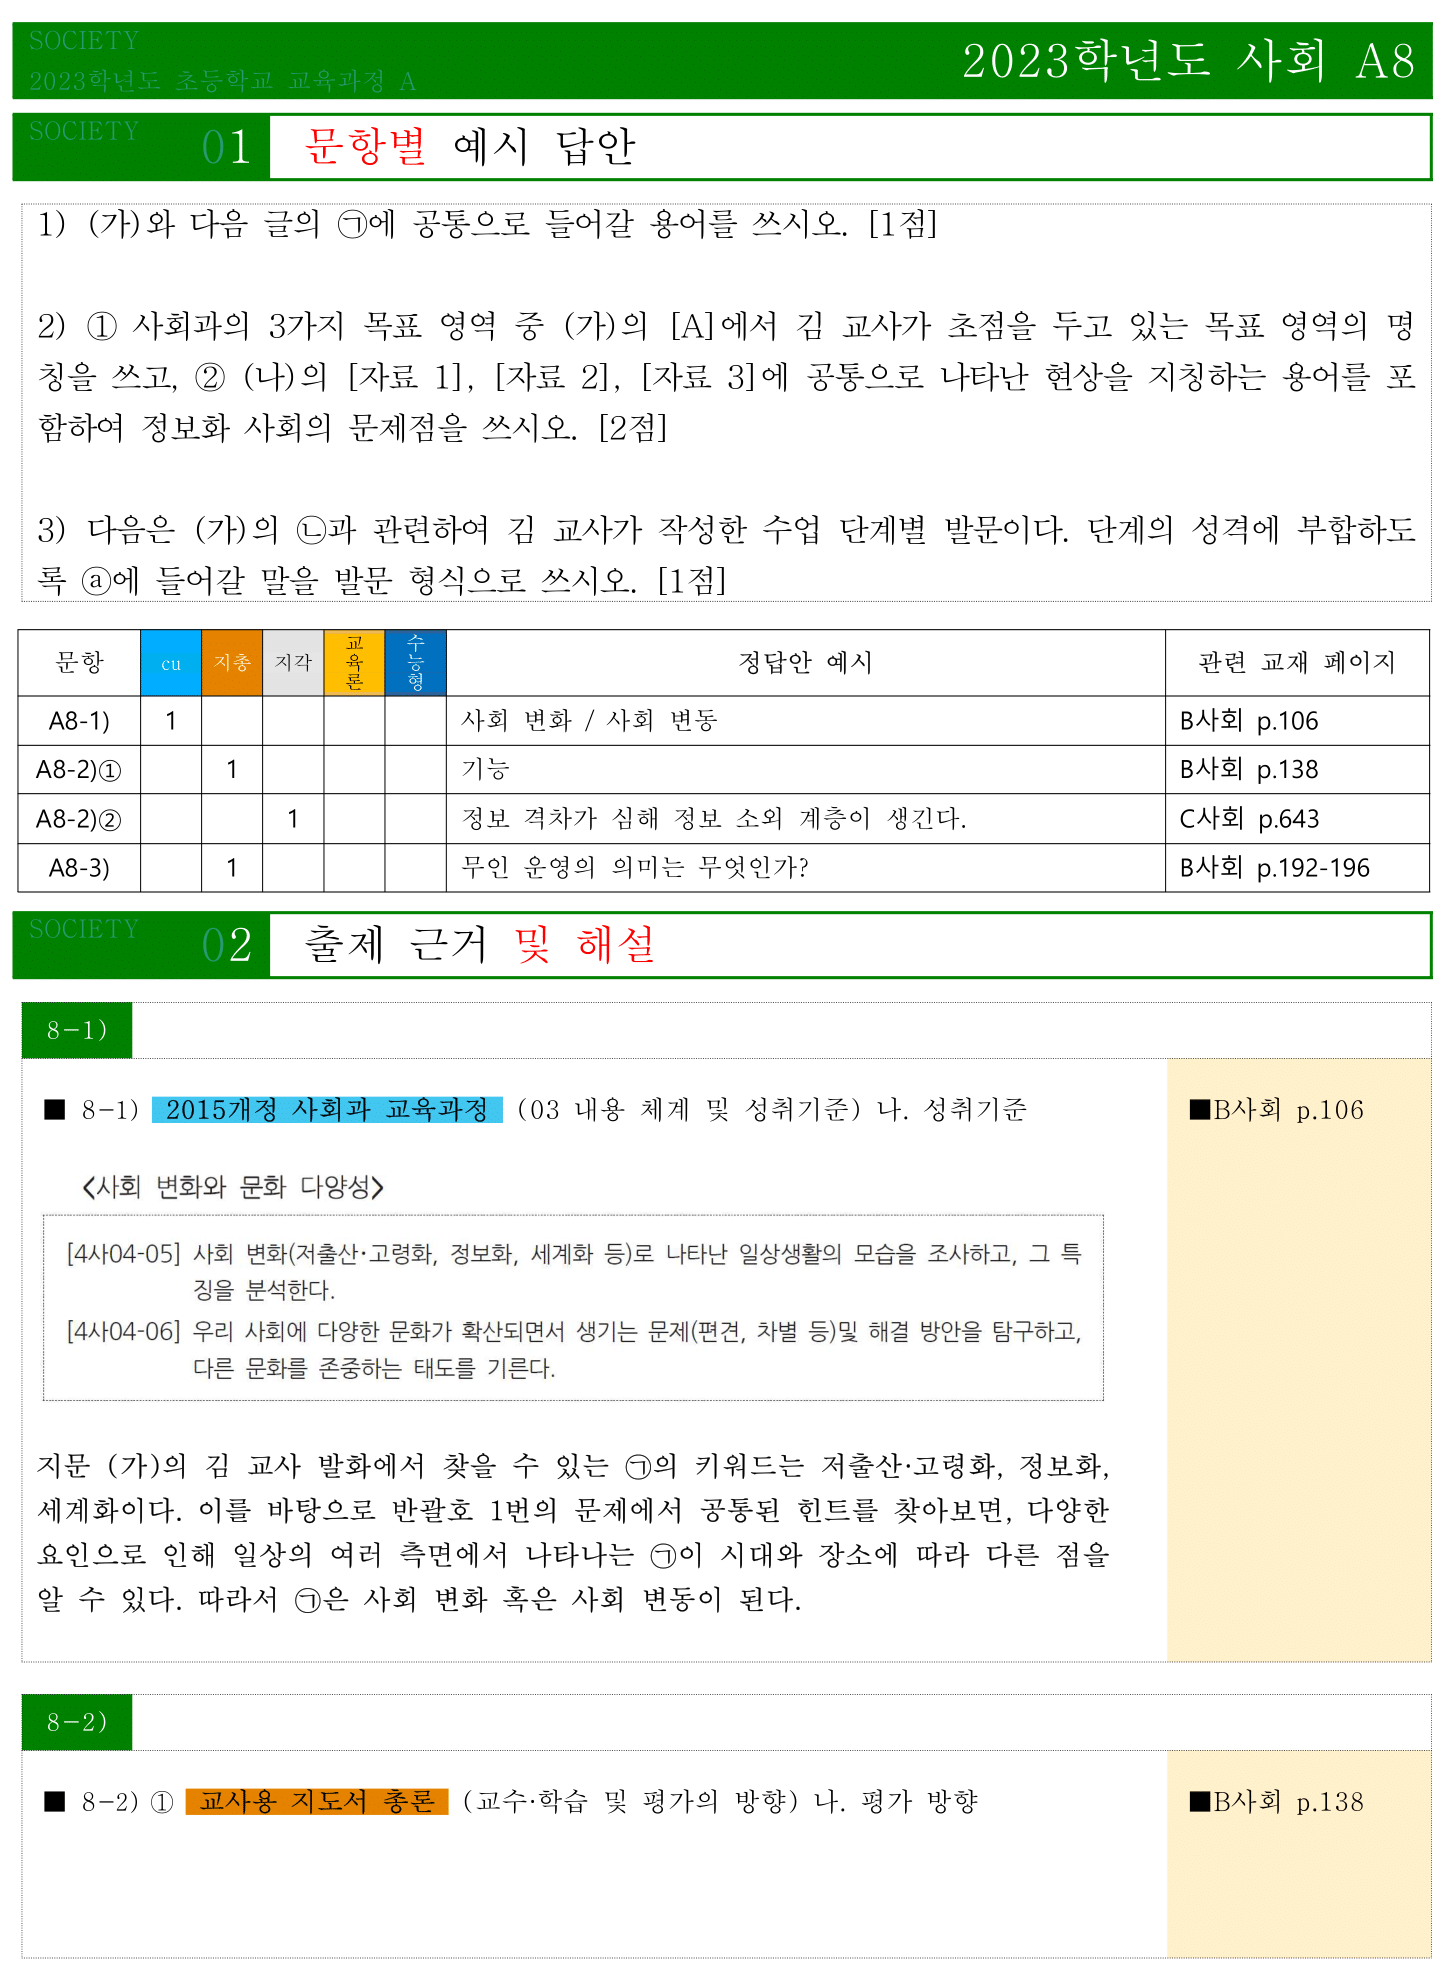 SOCIETY
2023학년도 초등학교 교육과정 A
2023학년도 사회 A8
SOCIETY
01 문항별 예시 답안
1) (가)와 다음 글의 ㉠에 공통으로 들어갈 용어를 쓰시오. [1점]
2) ① 사회과의 3가지 목표 영역 중 (가)의 [A]에서 김 교사가 초점을 두고 있는 목표 영역의 명
칭을 쓰고, ② (나)의 [자료 1], [자료 2], [자료 3]에 공통으로 나타난 현상을 지칭하는 용어를 포
함하여 정보화 사회의 문제점을 쓰시오. [2점]
3) 다음은 (가)의 ㉡과 관련하여 김 교사가 작성한 수업 단계별 발문이다. 단계의 성격에 부합하도
록 ⓐ에 들어갈 말을 발문 형식으로 쓰시오. [1점]
문항 cu 지총 지각 교육론 수능형 정답안 예시 관련 교재 페이지
A8-1) 1 사회 변화 / 사회 변동 B사회 p.106
A8-2)① 1 기능 B사회 p.138
A8-2)② 1 정보 격차가 심해 정보 소외 계층이 생긴다. C사회 p.643
A8-3) 1 무인 운영의 의미는 무엇인가? B사회 p.192-196
SOCIETY
02 출제 근거 및 해설
8-1)
■ 8-1) 2015개정 사회과 교육과정 (03 내용 체계 및 성취기준) 나. 성취기준
■B사회 p.106
<사회 변화와 문화 다양성>
[4사04-05] 사회 변화(저출산·고령화, 정보화, 세계화 등)로 나타난 일상생활의 모습을 조사하고, 그 특
징을 분석한다.
[4사04-06] 우리 사회에 다양한 문화가 확산되면서 생기는 문제(편견, 차별 등)및 해결 방안을 탐구하고,
다른 문화를 존중하는 태도를 기른다.
지문 (가)의 김 교사 발화에서 찾을 수 있는 ㉠의 키워드는 저출산·고령화, 정보화,
세계화이다. 이를 바탕으로 반괄호 1번의 문제에서 공통된 힌트를 찾아보면, 다양한
요인으로 인해 일상의 여러 측면에서 나타나는 ㉠이 시대와 장소에 따라 다른 점을
알 수 있다. 따라서 ㉠은 사회 변화 혹은 사회 변동이 된다.
8-2)
■ 8-2) ① 교사용 지도서 총론 (교수·학습 및 평가의 방향) 나. 평가 방향
■B사회 p.138